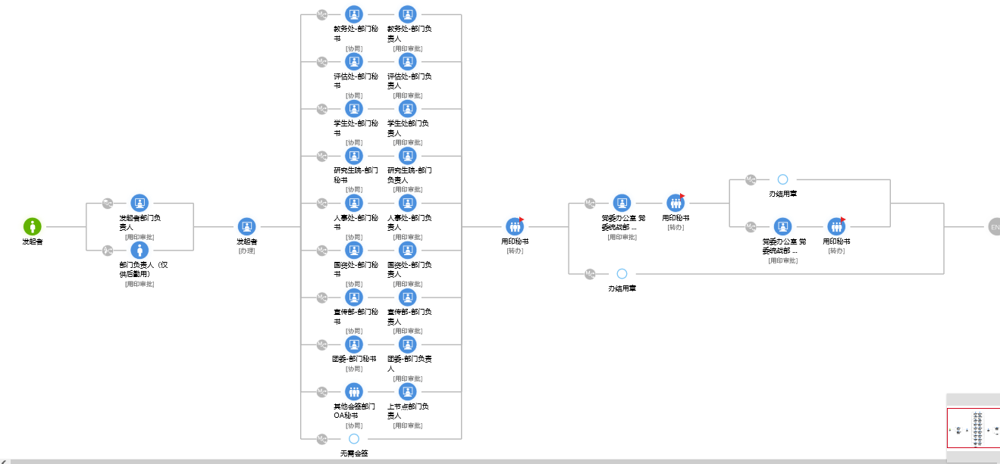 发起者
发起者部门负
责人
[用印审批]
部门负责人（仅
供后勤用）
[用印审批]
发起者
[办理]
教务处-部门秘
书
[协同]
教务处-部门负
责人
[用印审批]
评估处-部门秘
书
[协同]
评估处-部门负
责人
[用印审批]
学生处-部门秘
书
[协同]
学生处部门负
责人
[用印审批]
研究生院-部门
秘书
[协同]
研究生院-部门
负责人
[用印审批]
人事处-部门秘
书
[协同]
人事处-部门负
责人
[用印审批]
国资处-部门秘
书
[协同]
国资处-部门负
责人
[用印审批]
宣传部-部门秘
书
[协同]
宣传部-部门负
责人
[用印审批]
团委-部门秘书
[协同]
团委-部门负责
人
[用印审批]
其他会签部门
OA秘书
[协同]
上节点部门负
责人
[用印审批]
无需会签
用印秘书
[转办]
党委办公室 党
委统战部 ...
[用印审批]
用印秘书
[转办]
办结用章
党委办公室 党
委统战部 ...
[用印审批]
用印秘书
[转办]
办结用章
EN